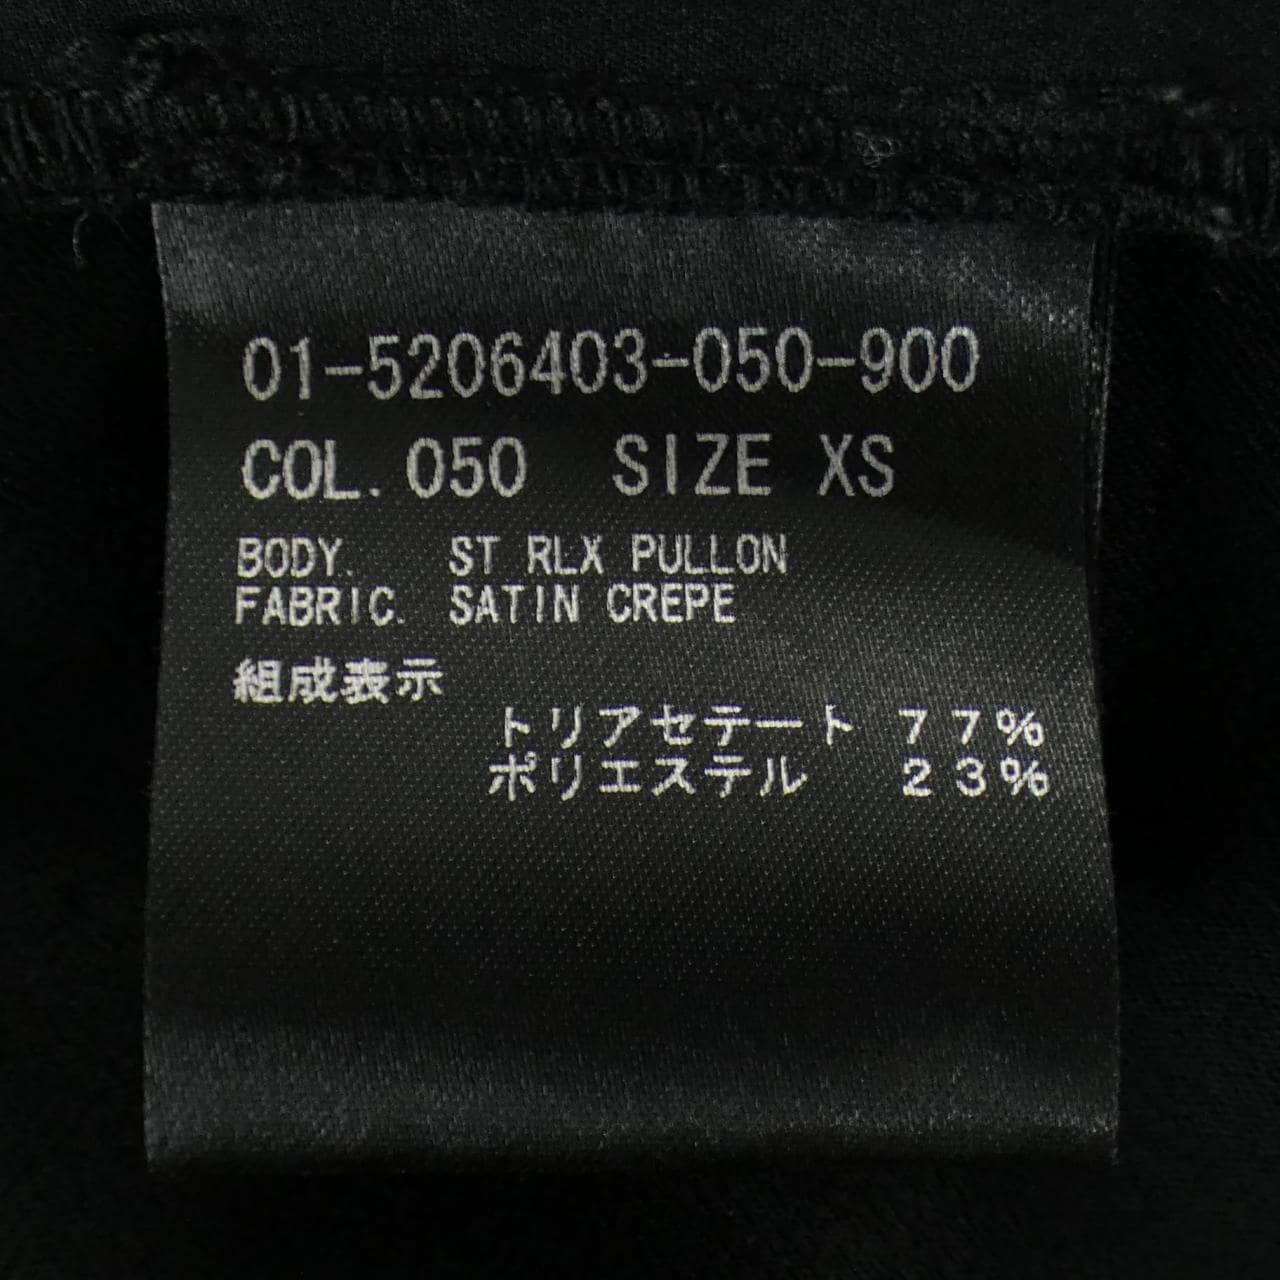 01-5206403-050-900
COL. 050 SIZE XS
BODY. ST RLX PULLON
FABRIC. SATIN CREPE
組成表示
トリアセテート ７７％
ポリエステル ２３％